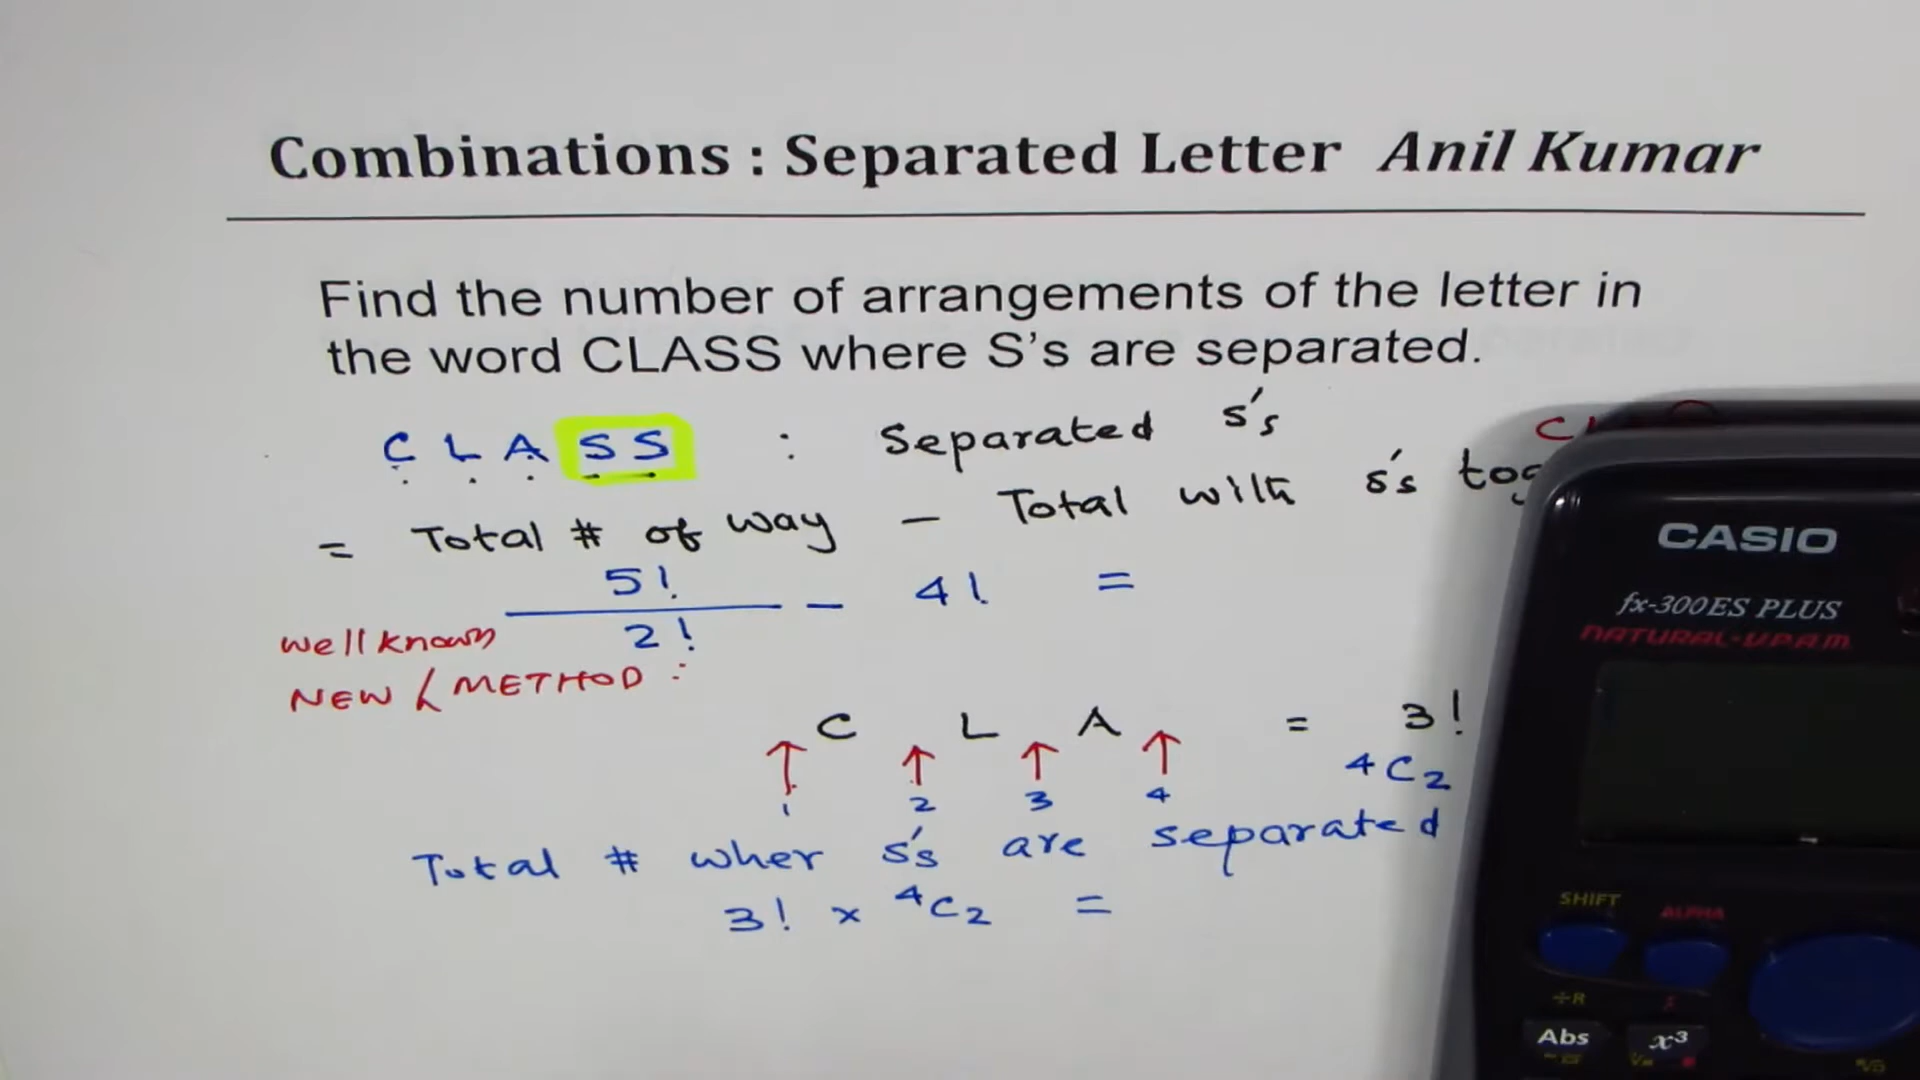 Combinations : Separated Letter Anil Kumar
Find the number of arrangements of the letter in
the word CLASS where S's are separated.
C L A S S : Separated S's
= Total # of way - Total with S's tog
5! / 2! - 4! =
well known
NEW METHOD :
C L A = 3!
↑ ↑ ↑ ↑ ⁴C₂
1 2 3 4
Total # wher S's are separated
3! x ⁴C₂ =
CASIO
fx-300ES PLUS
NATURAL-V.P.A.M.
SHIFT ALPHA
÷R
Abs x³